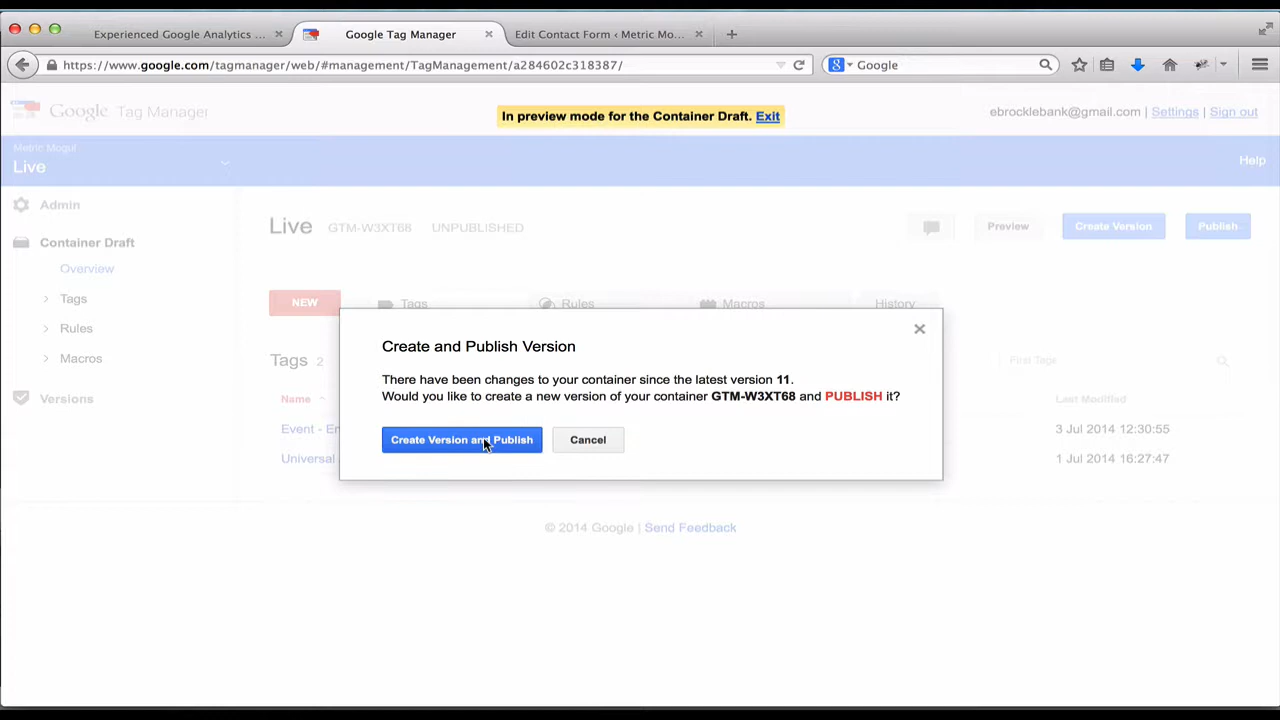 Experienced Google Analytics ...
Google Tag Manager
Edit Contact Form ‹ Metric Mo...
https://www.google.com/tagmanager/web/#management/TagManagement/a284602c318387/
Google
Google Tag Manager
In preview mode for the Container Draft. Exit
ebrocklebank@gmail.com | Settings | Sign out
Metric Mogul
Live
Help
Admin
Container Draft
Overview
Tags
Rules
Macros
Versions
Live GTM-W3XT68 UNPUBLISHED
Preview
Create Version
Publish
NEW
Tags
Rules
Macros
History
Tags 2
Find Tags
Name
Last Modified
Event - En
3 Jul 2014 12:30:55
Universal
1 Jul 2014 16:27:47
Create and Publish Version
There have been changes to your container since the latest version 11.
Would you like to create a new version of your container GTM-W3XT68 and PUBLISH it?
Create Version and Publish
Cancel
© 2014 Google | Send Feedback